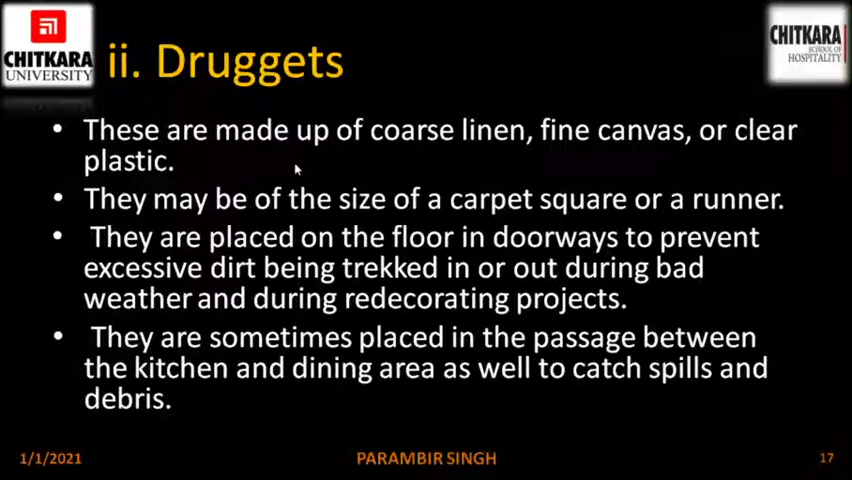 CHITKARA
UNIVERSITY
ii. Druggets
CHITKARA
SCHOOL OF
HOSPITALITY
• These are made up of coarse linen, fine canvas, or clear
plastic.
• They may be of the size of a carpet square or a runner.
• They are placed on the floor in doorways to prevent
excessive dirt being trekked in or out during bad
weather and during redecorating projects.
• They are sometimes placed in the passage between
the kitchen and dining area as well to catch spills and
debris.
1/1/2021
PARAMBIR SINGH
17